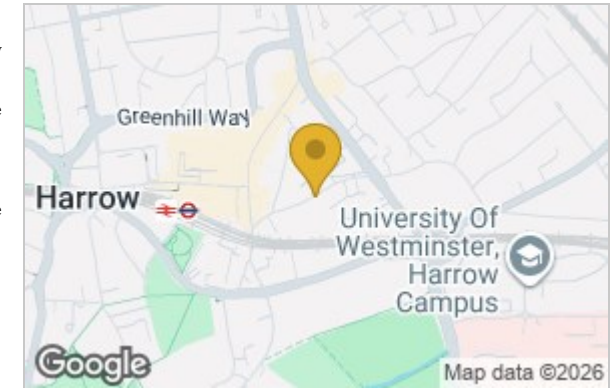 Greenhill Way
Harrow
University Of
Westminster,
Harrow
Campus
Google
Map data ©2026